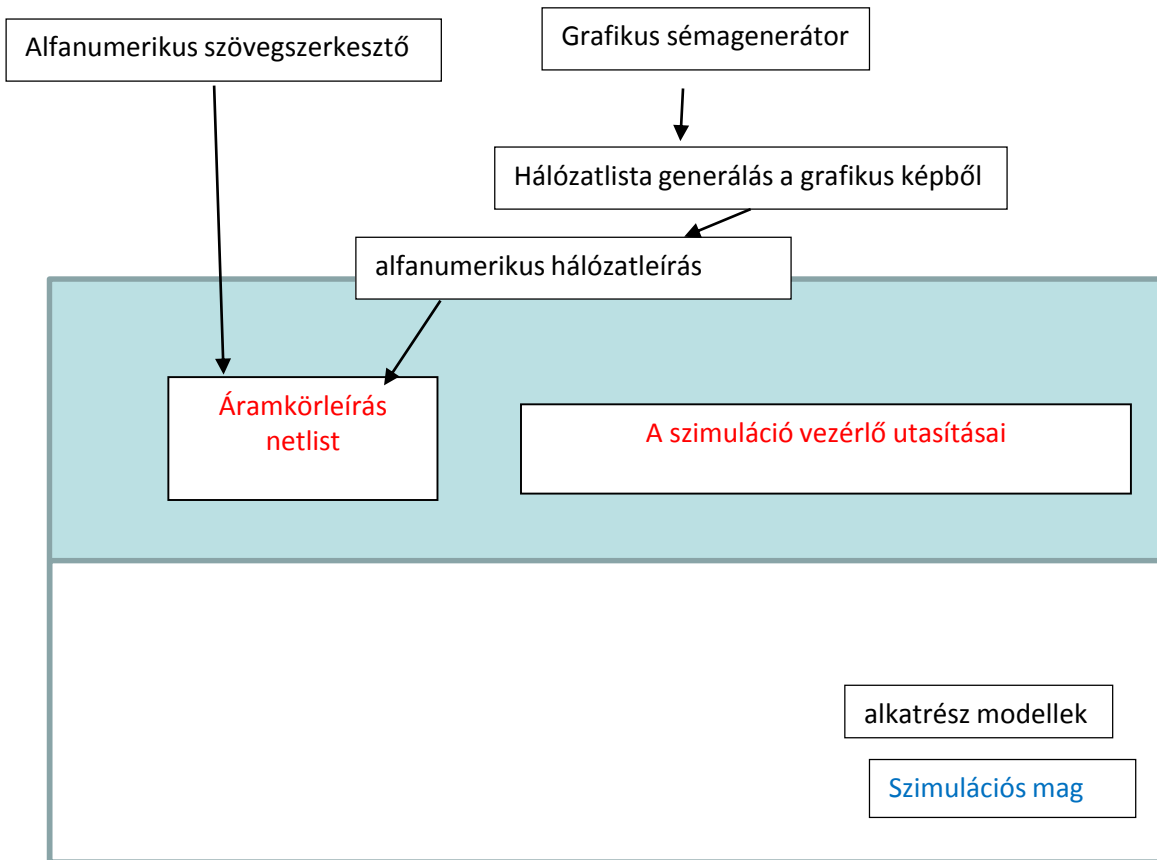 Alfanumerikus szövegszerkesztő
Grafikus sémagenerátor
Hálózatlista generálás a grafikus képből
alfanumerikus hálózatleírás
Áramkörleírás
netlist
A szimuláció vezérlő utasításai
alkatrész modellek
Szimulációs mag